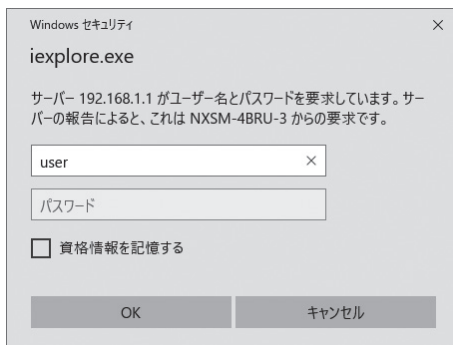 Windows セキュリティ
iexplore.exe
サーバー 192.168.1.1 がユーザー名とパスワードを要求しています。サー
バーの報告によると、これは NXSM-4BRU-3 からの要求です。
user
パスワード
資格情報を記憶する
OK
キャンセル